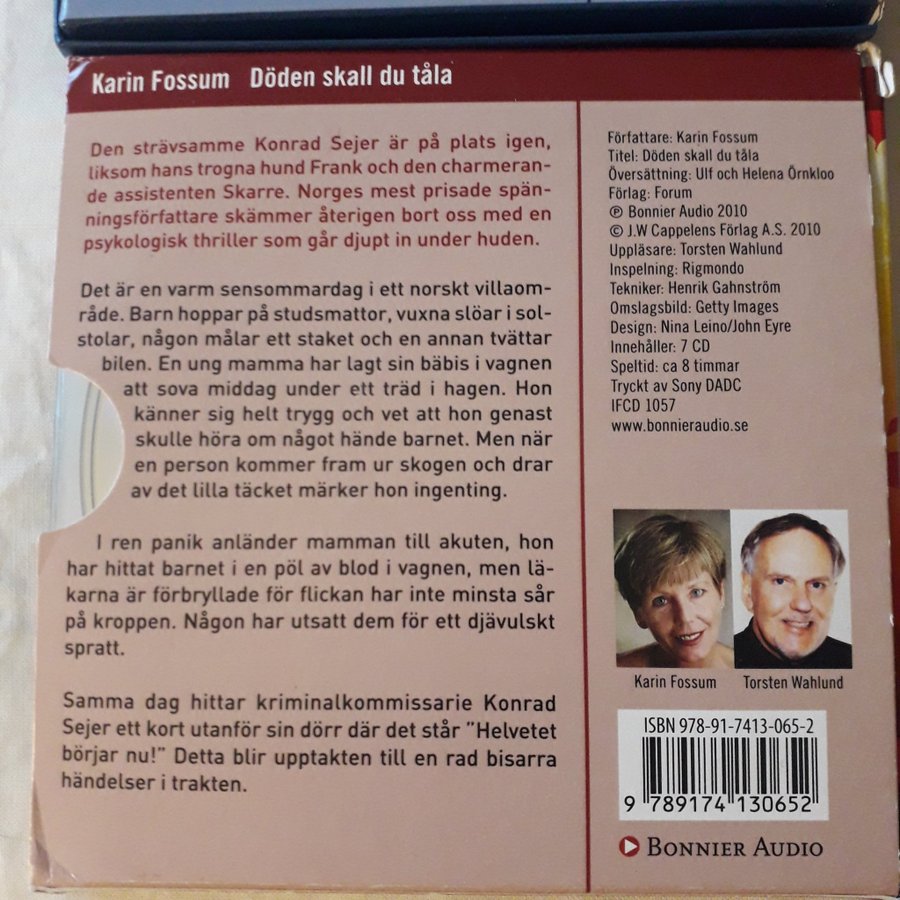 Karin Fossum Döden skall du tåla
Den strävsamme Konrad Sejer är på plats igen,
liksom hans trogna hund Frank och den charmeran-
de assistenten Skarre. Norges mest prisade spän-
ningsförfattare skämmer återigen bort oss med en
psykologisk thriller som går djupt in under huden.
Det är en varm sensommardag i ett norskt villaom-
råde. Barn hoppar på studsmattor, vuxna slöar i sol-
stolar, någon målar ett staket och en annan tvättar
bilen. En ung mamma har lagt sin bäbis i vagnen
att sova middag under ett träd i hagen. Hon
känner sig helt trygg och vet att hon genast
skulle höra om något hände barnet. Men när
en person kommer fram ur skogen och drar
av det lilla täcket märker hon ingenting.
I ren panik anländer mamman till akuten, hon
har hittat barnet i en pöl av blod i vagnen, men lä-
karna är förbryllade för flickan har inte minsta sår
på kroppen. Någon har utsatt dem för ett djävulskt
spratt.
Samma dag hittar kriminalkommissarie Konrad
Sejer ett kort utanför sin dörr där det står "Helvetet
börjar nu!" Detta blir upptakten till en rad bisarra
händelser i trakten.
Författare: Karin Fossum
Titel: Döden skall du tåla
Översättning: Ulf och Helena Örnkloo
Förlag: Forum
℗ Bonnier Audio 2010
© J.W Cappelens Förlag A.S. 2010
Uppläsare: Torsten Wahlund
Inspelning: Rigmondo
Tekniker: Henrik Gahnström
Omslagsbild: Getty Images
Design: Nina Leino/John Eyre
Innehåller: 7 CD
Speltid: ca 8 timmar
Tryckt av Sony DADC
IFCD 1057
www.bonnieraudio.se
Karin Fossum Torsten Wahlund
ISBN 978-91-7413-065-2
9 789174 130652
BONNIER AUDIO